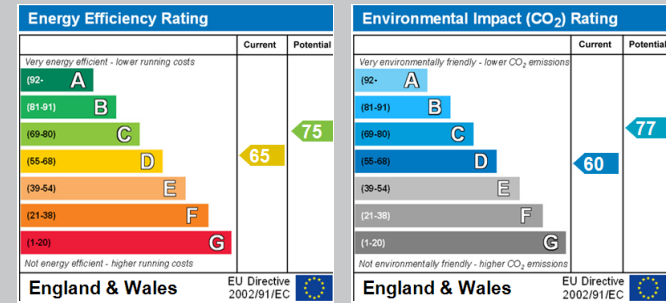 Energy Efficiency Rating
Current Potential
Very energy efficient - lower running costs
(92- A
(81-91) B
(69-80) C
75
(55-68) D
65
(39-54) E
(21-38) F
(1-20) G
Not energy efficient - higher running costs
England & Wales
EU Directive
2002/91/EC
Environmental Impact (CO₂) Rating
Current Potential
Very environmentally friendly - lower CO₂ emissions
(92- A
(81-91) B
(69-80) C
77
(55-68) D
60
(39-54) E
(21-38) F
(1-20) G
Not environmentally friendly - higher CO₂ emissions
England & Wales
EU Directive
2002/91/EC